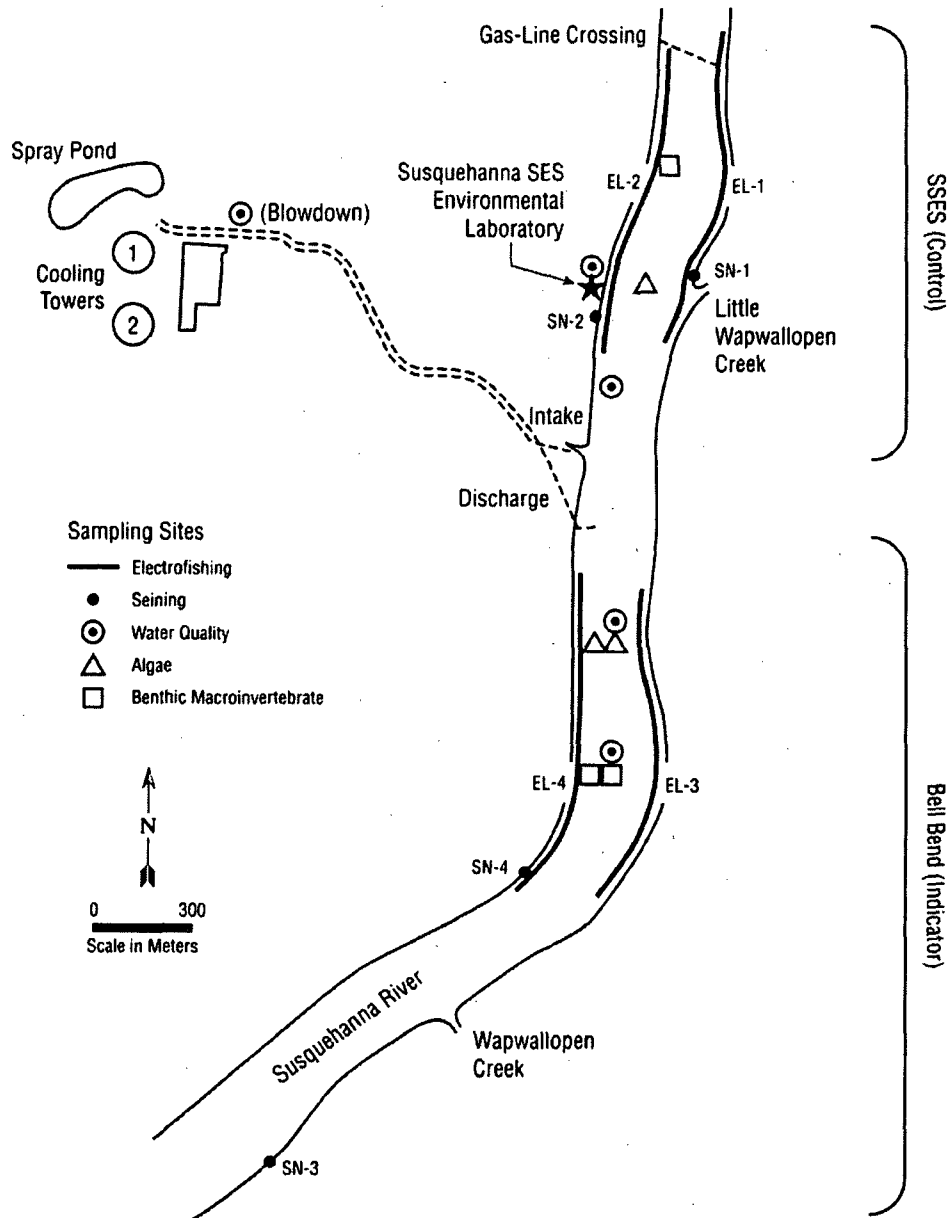 Gas-Line Crossing
Spray Pond
(Blowdown)
1
Cooling
Towers
2
Susquehanna SES
Environmental
Laboratory
EL-2
EL-1
SN-1
SN-2
Little
Wapwallopen
Creek
SSES (Control)
Intake
Discharge
Sampling Sites
Electrofishing
Seining
Water Quality
Algae
Benthic Macroinvertebrate
N
0 300
Scale in Meters
EL-4
EL-3
SN-4
Bell Bend (Indicator)
Susquehanna River
Wapwallopen
Creek
SN-3